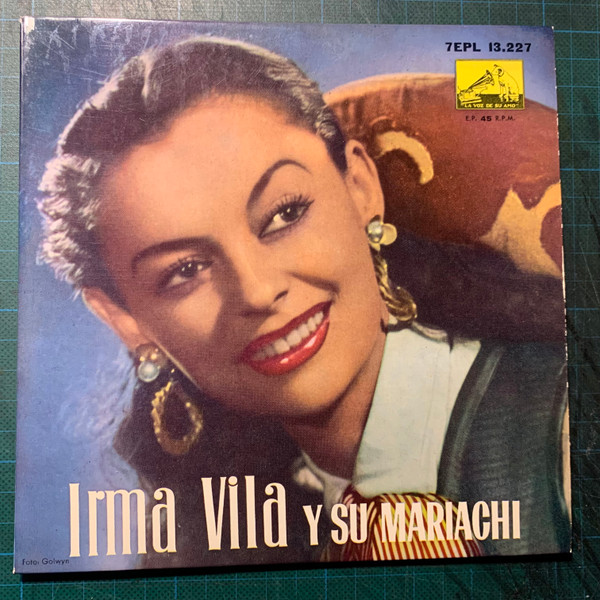 7EPL 13.227
"LA VOZ DE SU AMO"
E.P. 45 R.P.M.
Irma Vila Y SU MARIACHI
Foto: Golwyn